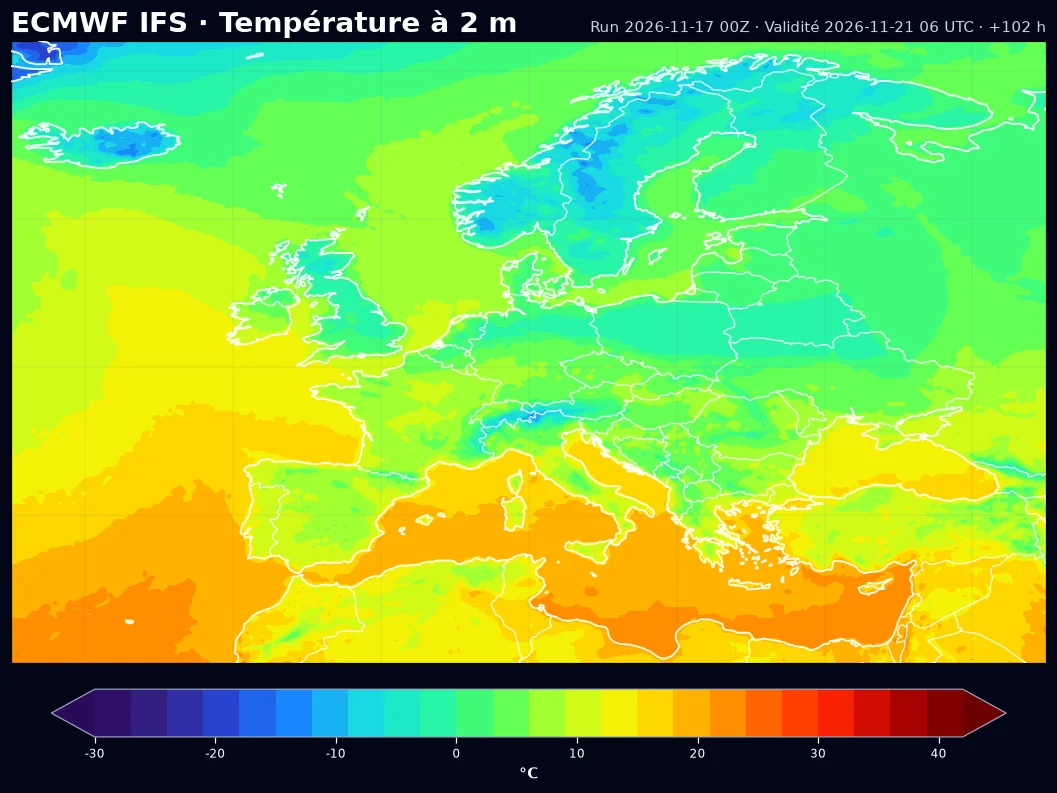 ECMWF IFS · Température à 2 m
Run 2026-11-17 00Z · Validité 2026-11-21 06 UTC · +102 h
-30 -20 -10 0 10 20 30 40
°C